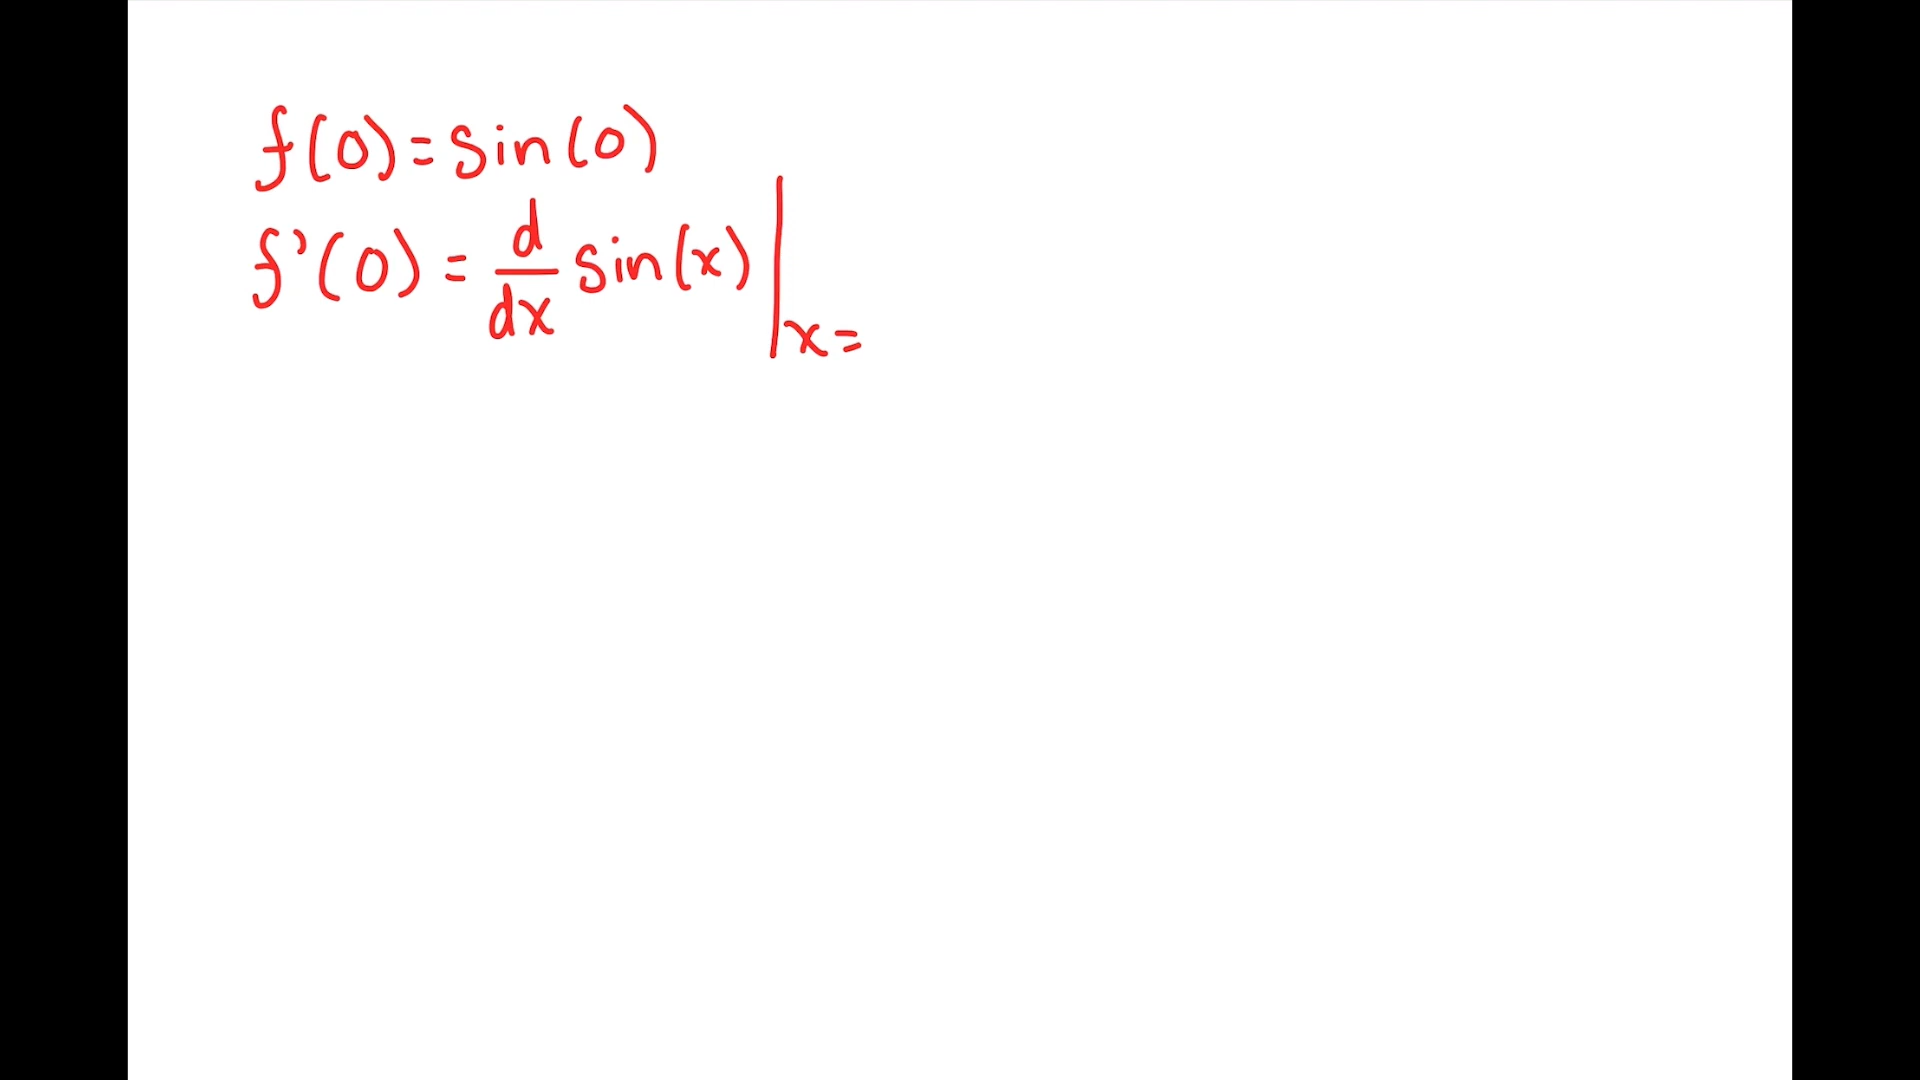 f(0)=sin(0)
f'(0) = d/dx sin(x) |x=